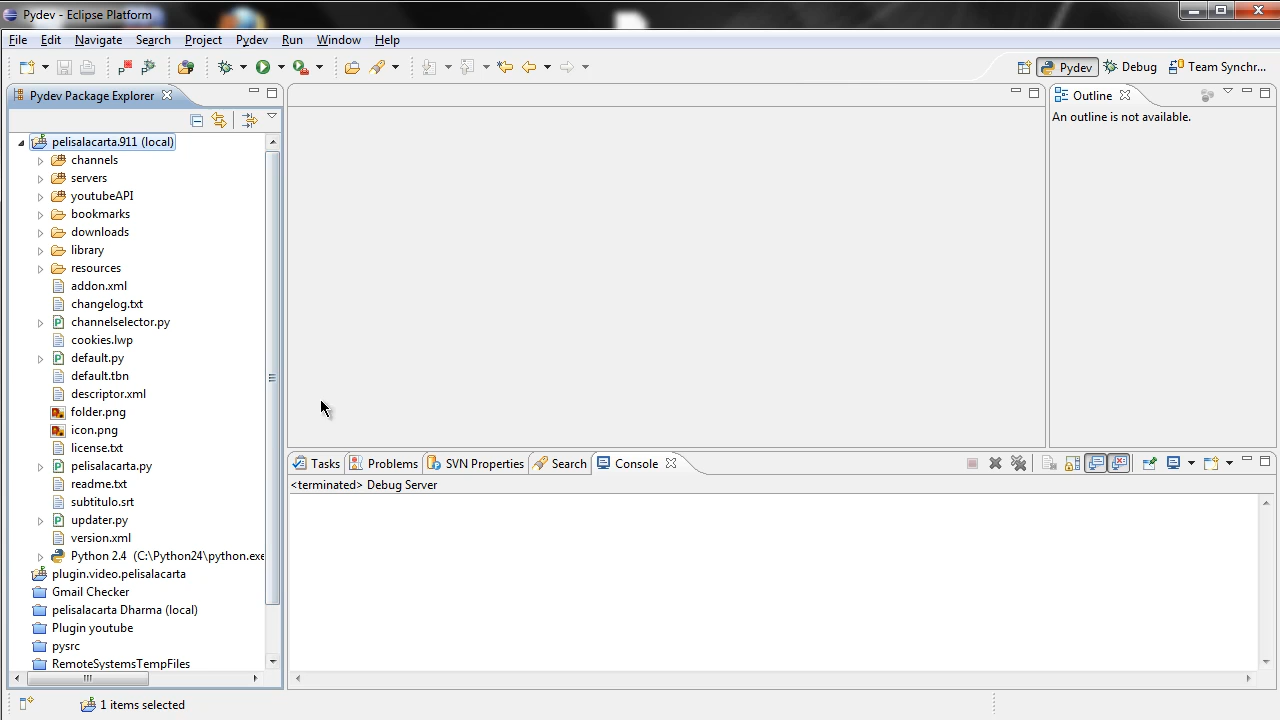 Pydev - Eclipse Platform
File Edit Navigate Search Project Pydev Run Window Help
Pydev Debug Team Synchr...
Pydev Package Explorer
Outline
An outline is not available.
pelisalacarta.911 (local)
channels
servers
youtubeAPI
bookmarks
downloads
library
resources
addon.xml
changelog.txt
channelselector.py
cookies.lwp
default.py
default.tbn
descriptor.xml
folder.png
icon.png
license.txt
pelisalacarta.py
readme.txt
subtitulo.srt
updater.py
version.xml
Python 2.4 (C:\Python24\python.exe
plugin.video.pelisalacarta
Gmail Checker
pelisalacarta Dharma (local)
Plugin youtube
pysrc
RemoteSystemsTempFiles
Tasks Problems SVN Properties Search Console
<terminated> Debug Server
1 items selected